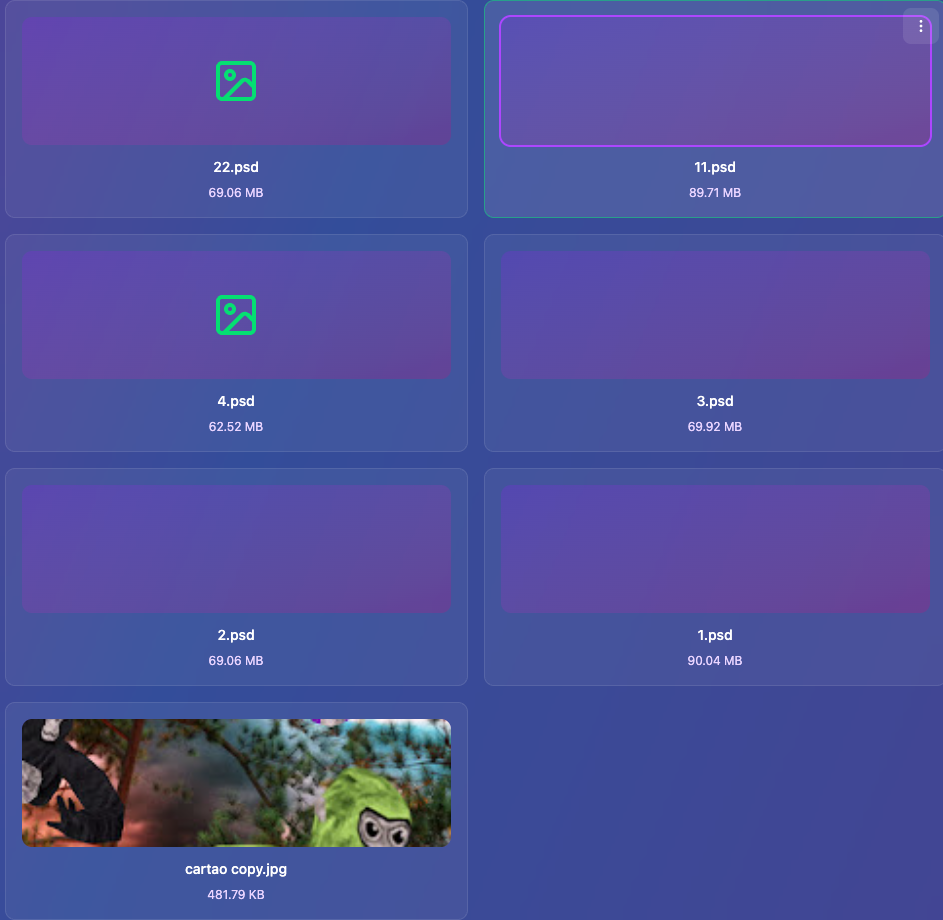 22.psd
69.06 MB
11.psd
89.71 MB
4.psd
62.52 MB
3.psd
69.92 MB
2.psd
69.06 MB
1.psd
90.04 MB
cartao copy.jpg
481.79 KB